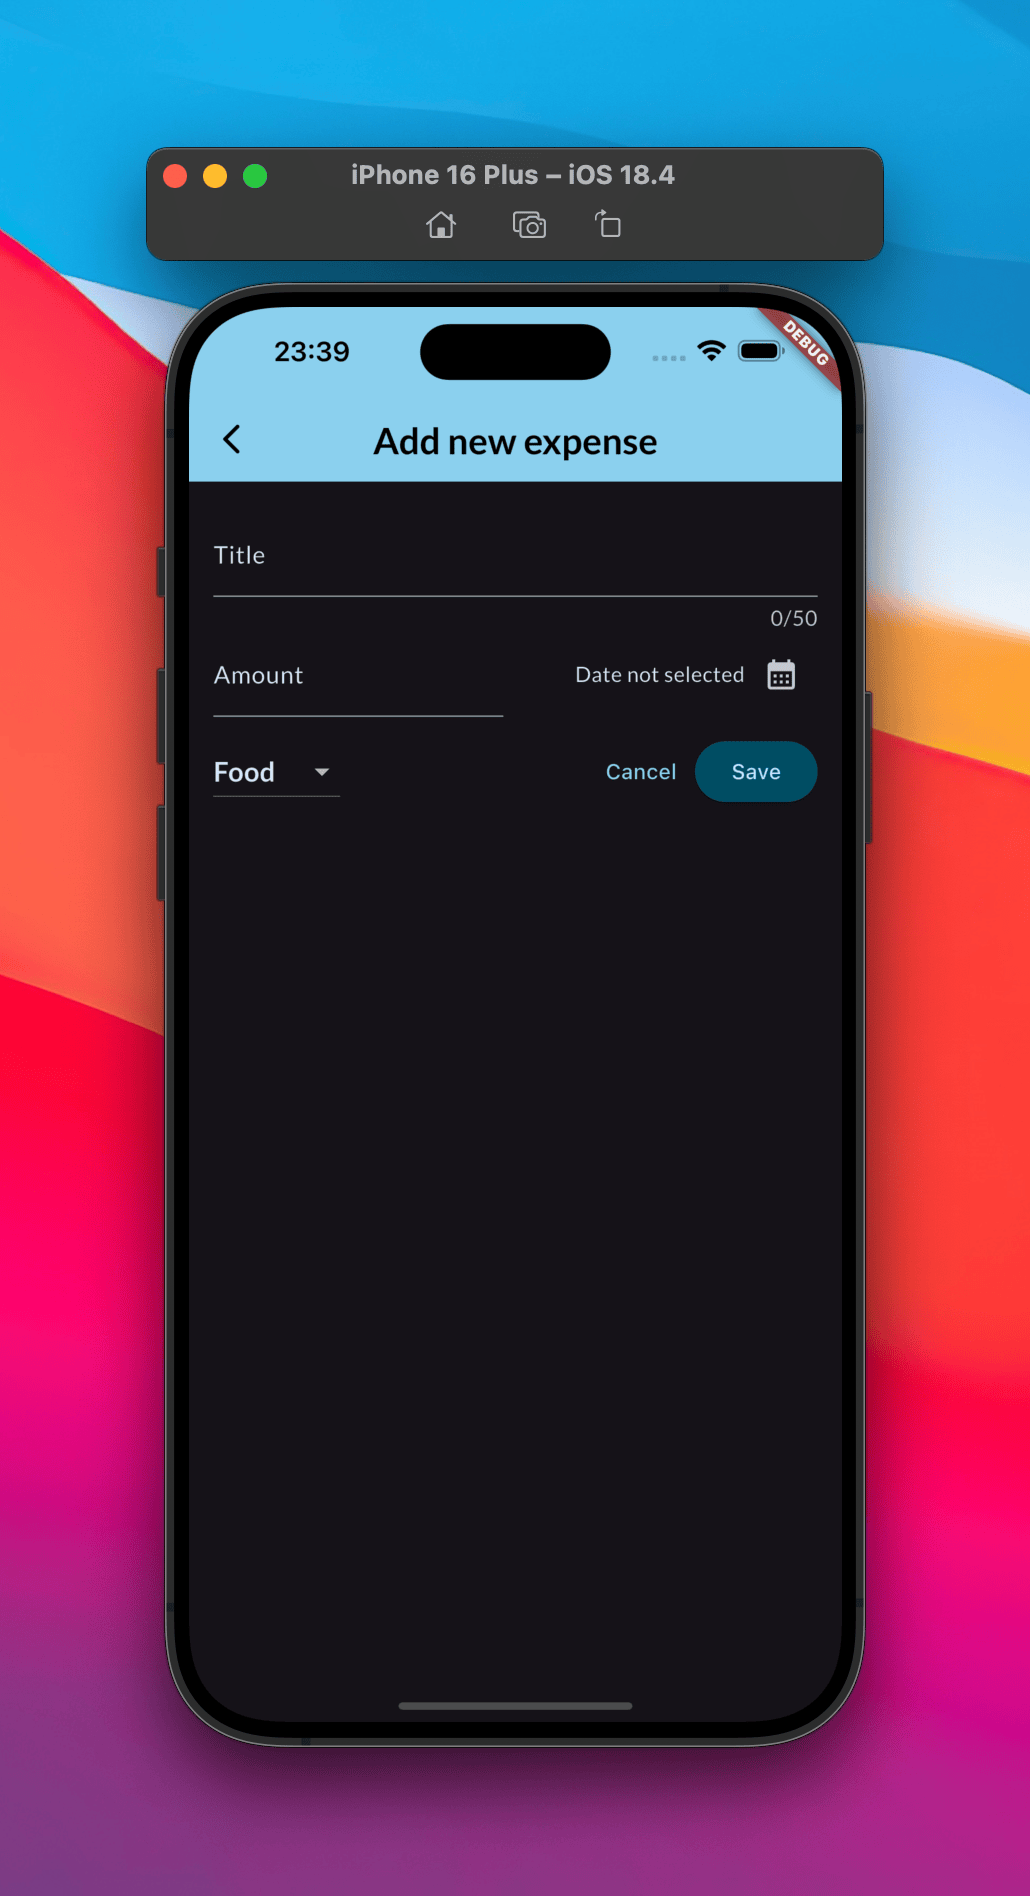 iPhone 16 Plus – iOS 18.4
23:39
DEBUG
Add new expense
Title
0/50
Amount
Date not selected
Food
Cancel
Save